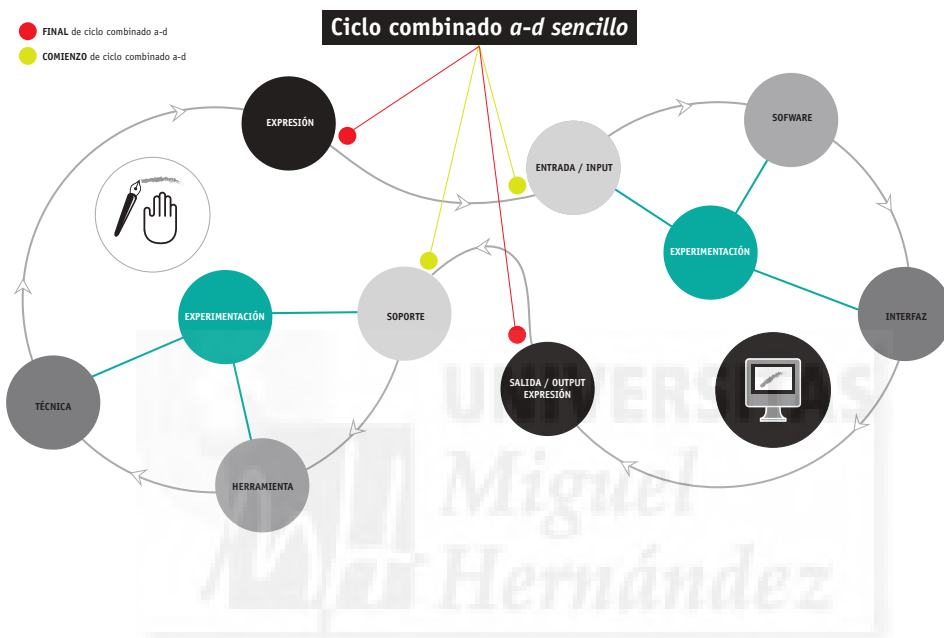 Ciclo combinado a-d sencillo
FINAL de ciclo combinado a-d
COMIENZO de ciclo combinado a-d
EXPRESIÓN
ENTRADA / INPUT
SOFWARE
EXPERIMENTACIÓN
INTERFAZ
SALIDA / OUTPUT
EXPRESIÓN
EXPERIMENTACIÓN
SOPORTE
TÉCNICA
HERRAMIENTA
UNIVERSITAS
Miguel
Hernández